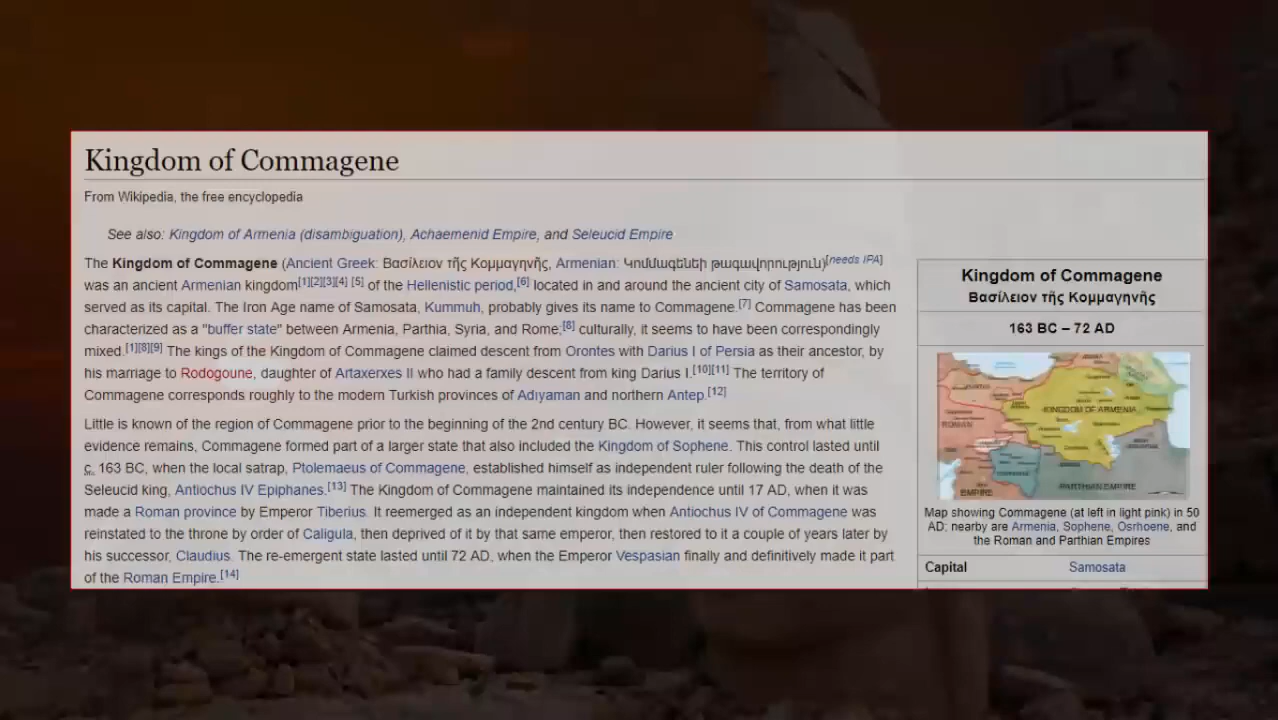 Kingdom of Commagene
From Wikipedia, the free encyclopedia
See also: Kingdom of Armenia (disambiguation), Achaemenid Empire, and Seleucid Empire
The Kingdom of Commagene (Ancient Greek: Βασίλειον τῆς Κομμαγηνῆς, Armenian: Կոմմագենեի թագավորություն)[needs IPA]
was an ancient Armenian kingdom[1][2][3][4] [5] of the Hellenistic period,[6] located in and around the ancient city of Samosata, which
served as its capital. The Iron Age name of Samosata, Kummuh, probably gives its name to Commagene.[7] Commagene has been
characterized as a "buffer state" between Armenia, Parthia, Syria, and Rome;[8] culturally, it seems to have been correspondingly
mixed.[1][8][9] The kings of the Kingdom of Commagene claimed descent from Orontes with Darius I of Persia as their ancestor, by
his marriage to Rodogoune, daughter of Artaxerxes II who had a family descent from king Darius I.[10][11] The territory of
Commagene corresponds roughly to the modern Turkish provinces of Adıyaman and northern Antep.[12]
Little is known of the region of Commagene prior to the beginning of the 2nd century BC. However, it seems that, from what little
evidence remains, Commagene formed part of a larger state that also included the Kingdom of Sophene. This control lasted until
c. 163 BC, when the local satrap, Ptolemaeus of Commagene, established himself as independent ruler following the death of the
Seleucid king, Antiochus IV Epiphanes.[13] The Kingdom of Commagene maintained its independence until 17 AD, when it was
made a Roman province by Emperor Tiberius. It reemerged as an independent kingdom when Antiochus IV of Commagene was
reinstated to the throne by order of Caligula, then deprived of it by that same emperor, then restored to it a couple of years later by
his successor, Claudius. The re-emergent state lasted until 72 AD, when the Emperor Vespasian finally and definitively made it part
of the Roman Empire.[14]
Kingdom of Commagene
Βασίλειον τῆς Κομμαγηνῆς
163 BC – 72 AD
KINGDOM OF ARMENIA
ROMAN
EMPIRE
PARTHIAN EMPIRE
Map showing Commagene (at left in light pink) in 50
AD; nearby are Armenia, Sophene, Osrhoene, and
the Roman and Parthian Empires
Capital Samosata